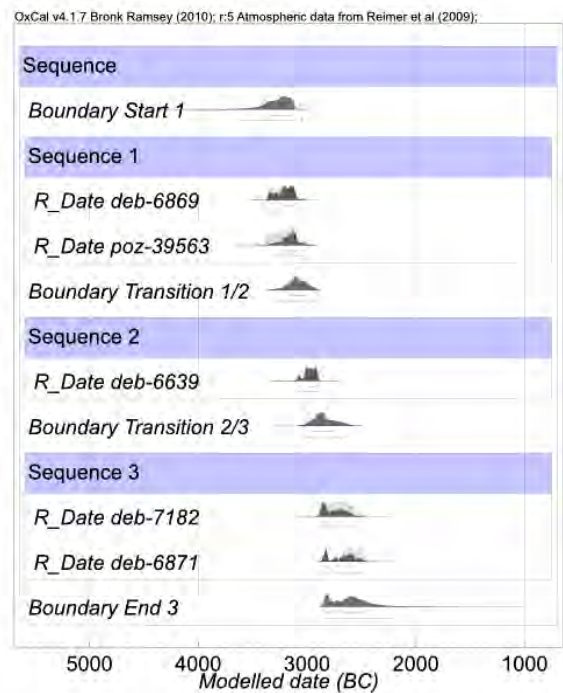 OxCal v4.1.7 Bronk Ramsey (2010); r:5 Atmospheric data from Reimer et al (2009);
Sequence
Boundary Start 1
Sequence 1
R_Date deb-6869
R_Date poz-39563
Boundary Transition 1/2
Sequence 2
R_Date deb-6639
Boundary Transition 2/3
Sequence 3
R_Date deb-7182
R_Date deb-6871
Boundary End 3
5000 4000 3000 2000 1000
Modelled date (BC)